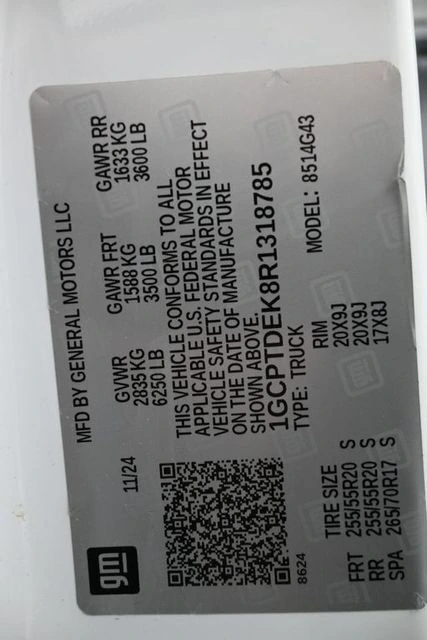 gm
MFD BY GENERAL MOTORS LLC
11/24
GVWR GAWR FRT GAWR RR
2835 KG 1588 KG 1633 KG
6250 LB 3500 LB 3600 LB
THIS VEHICLE CONFORMS TO ALL
APPLICABLE U.S. FEDERAL MOTOR
VEHICLE SAFETY STANDARDS IN EFFECT
ON THE DATE OF MANUFACTURE
SHOWN ABOVE.
1GCPTDEK8R1318785
TYPE: TRUCK MODEL: 8514G43
8624
TIRE SIZE RIM
FRT 255/55R20 S 20X9J
RR 255/55R20 S 20X9J
SPA 265/70R17 S 17X8J